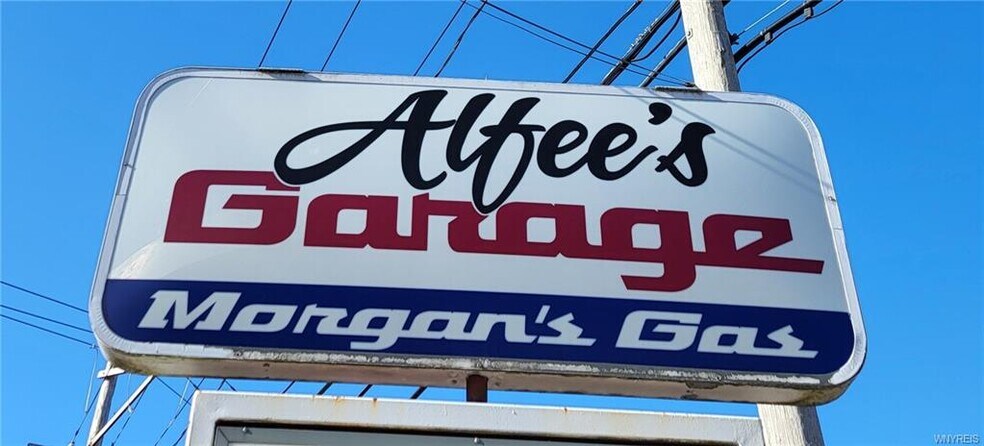 Alfee's
Garage
Morgan's Gas
WNYREIS